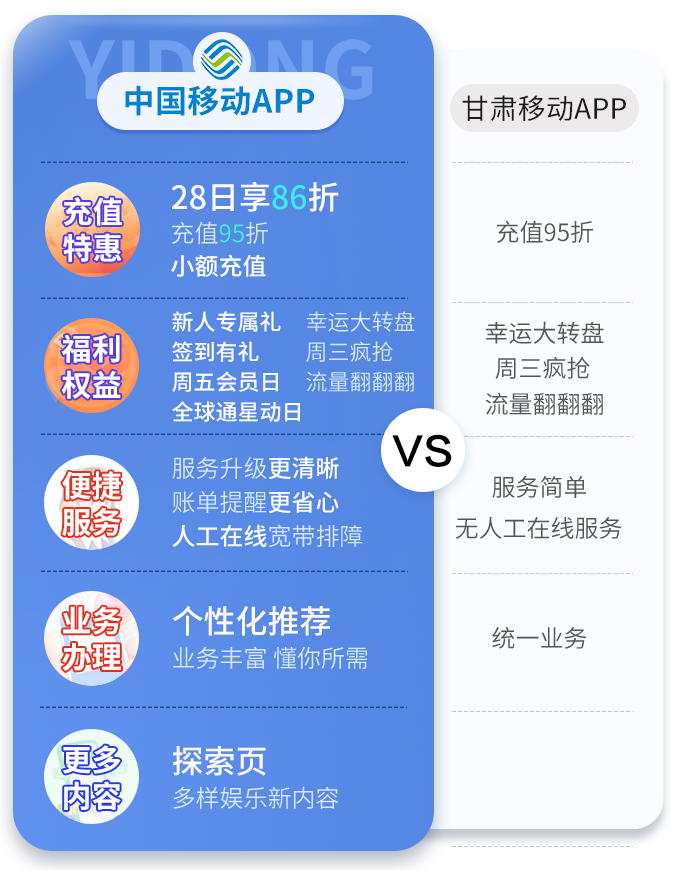 YIDONG
中国移动APP
甘肃移动APP
充值
特惠
28日享86折
充值95折
小额充值
充值95折
福利
权益
新人专属礼 幸运大转盘
签到有礼 周三疯抢
周五会员日 流量翻翻翻
全球通星动日
幸运大转盘
周三疯抢
流量翻翻翻
VS
便捷
服务
服务升级更清晰
账单提醒更省心
人工在线宽带排障
服务简单
无人工在线服务
业务
办理
个性化推荐
业务丰富 懂你所需
统一业务
更多
内容
探索页
多样娱乐新内容